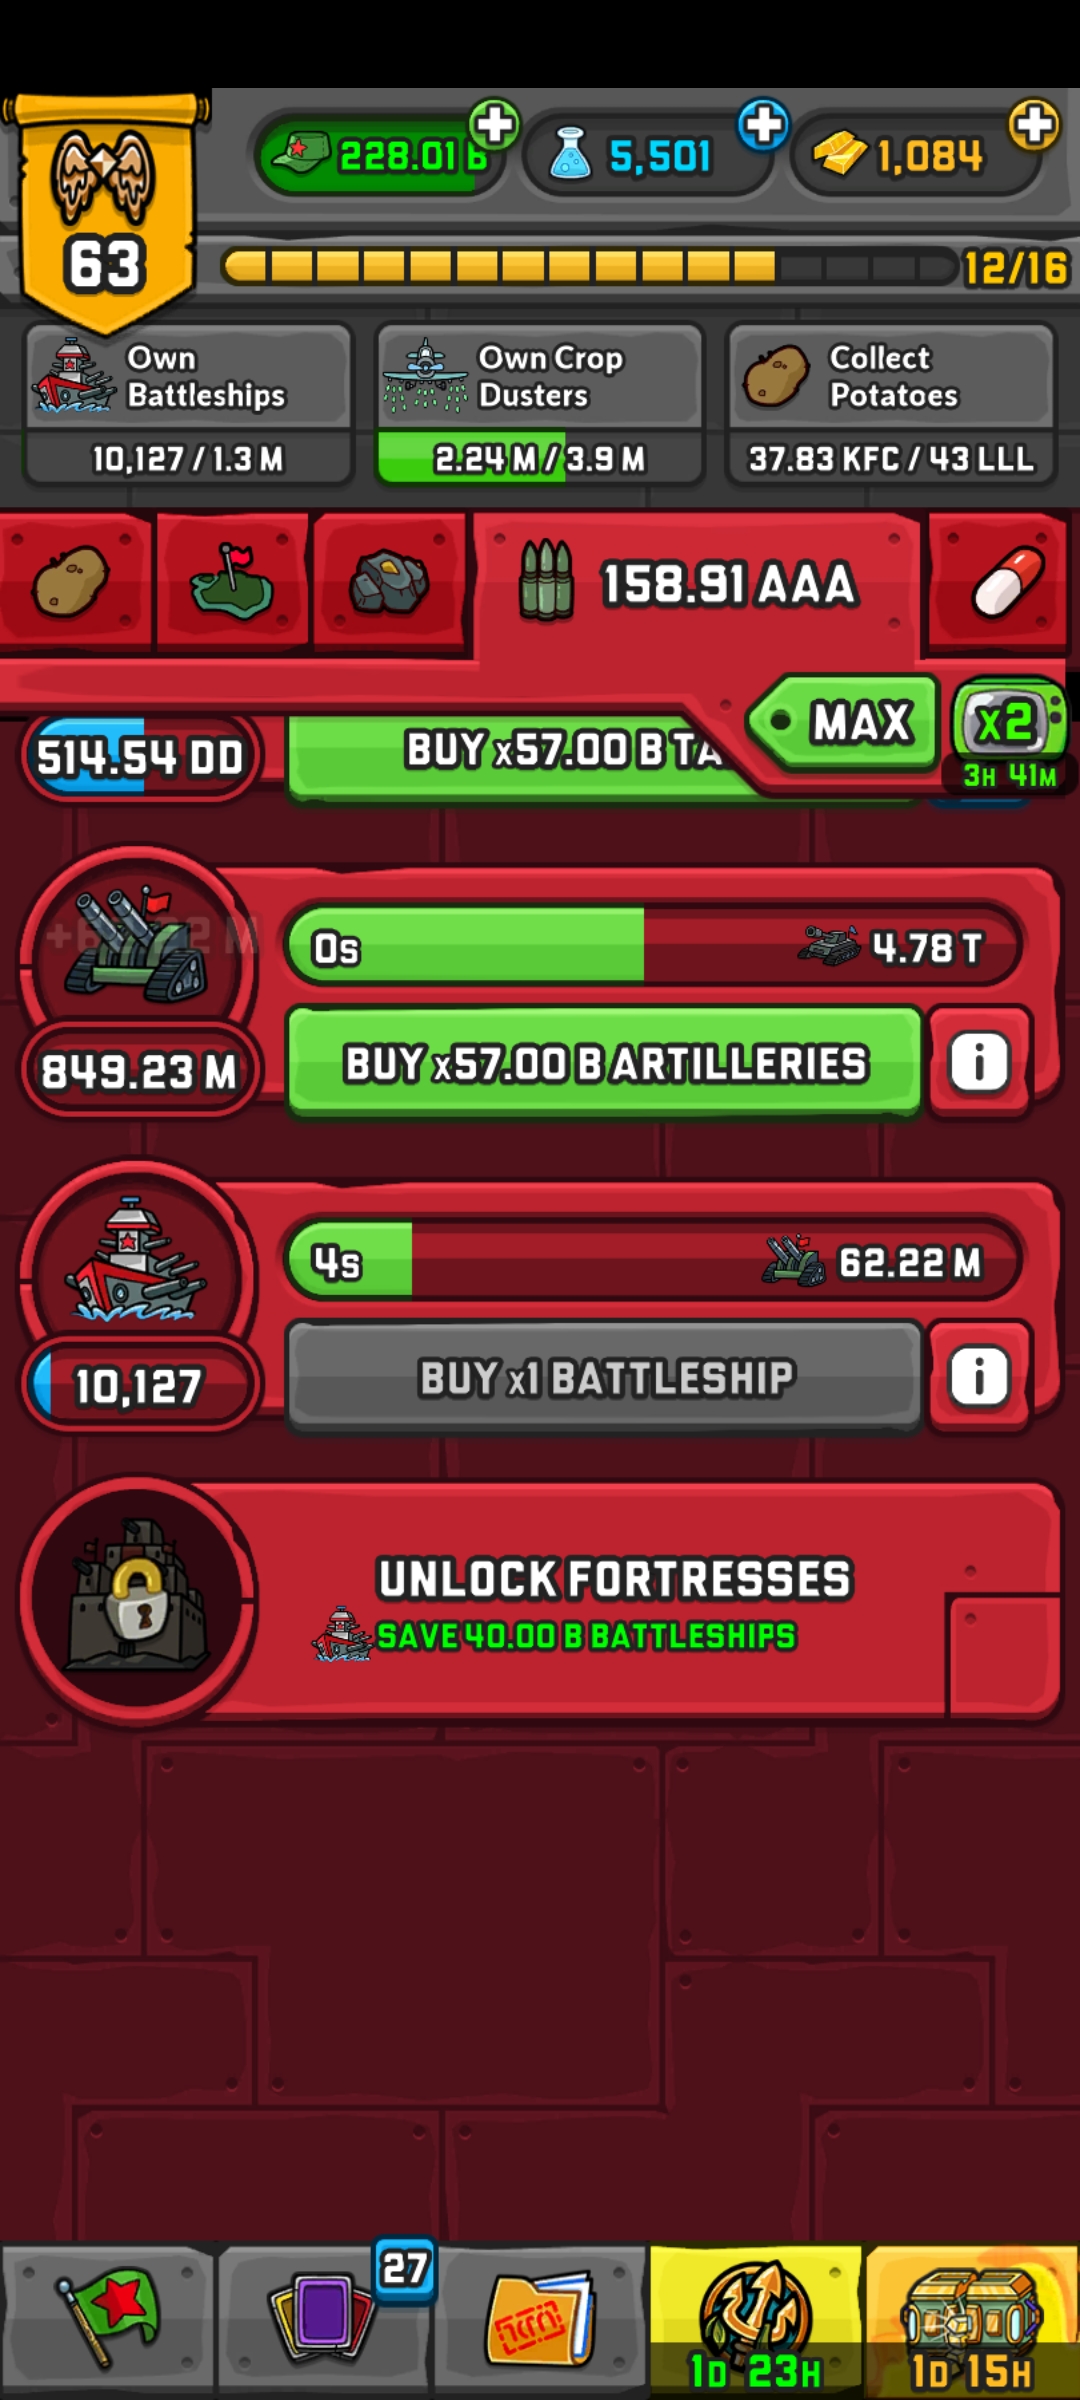 228.01 B
5,501
1,084
63
12/16
Own
Battleships
10,127 / 1.3 M
Own Crop
Dusters
2.24 M / 3.9 M
Collect
Potatoes
37.83 KFC / 43 LLL
158.91 AAA
MAX
X2
3H 41M
514.54 DD
BUY x57.00 B TA
0s
4.78 T
849.23 M
BUY x57.00 B ARTILLERIES
i
4s
62.22 M
10,127
BUY x1 BATTLESHIP
i
UNLOCK FORTRESSES
SAVE 40.00 B BATTLESHIPS
27
1D 23H
1D 15H